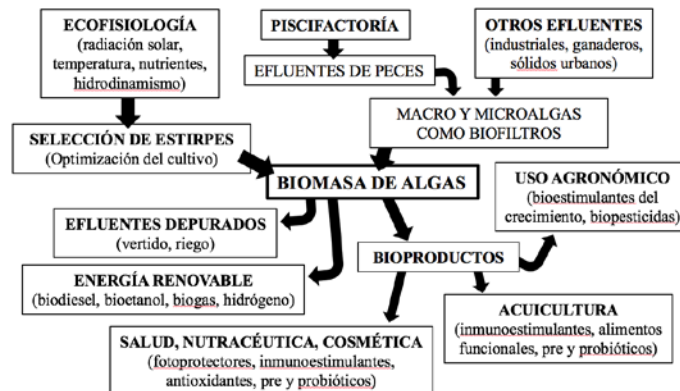 ECOFISIOLOGÍA
(radiación solar,
temperatura, nutrientes,
hidrodinamismo)
PISCIFACTORÍA
EFLUENTES DE PECES
OTROS EFLUENTES
(industriales, ganaderos,
sólidos urbanos)
MACRO Y MICROALGAS
COMO BIOFILTROS
SELECCIÓN DE ESTIRPES
(Optimización del cultivo)
BIOMASA DE ALGAS
USO AGRONÓMICO
(bioestimulantes del
crecimiento, biopesticidas)
EFLUENTES DEPURADOS
(vertido, riego)
BIOPRODUCTOS
ENERGÍA RENOVABLE
(biodiesel, bioetanol, biogas, hidrógeno)
ACUICULTURA
(inmunoestimulantes, alimentos
funcionales, pre y probióticos)
SALUD, NUTRACÉUTICA, COSMÉTICA
(fotoprotectores, inmunoestimulantes,
antioxidantes, pre y probióticos)